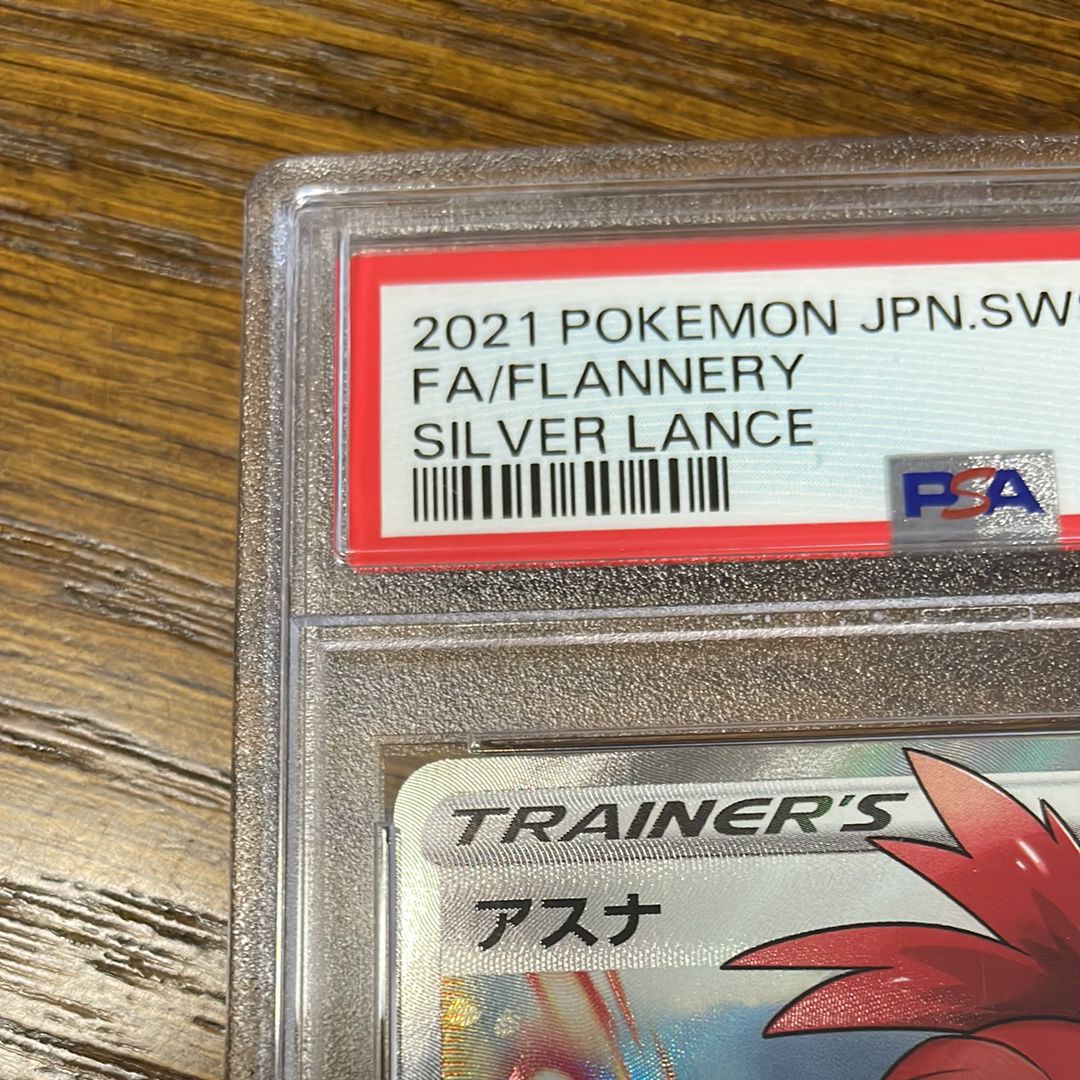 2021 POKEMON JPN.SW
FA/FLANNERY
SILVER LANCE
PSA
TRAINER'S
アスナ